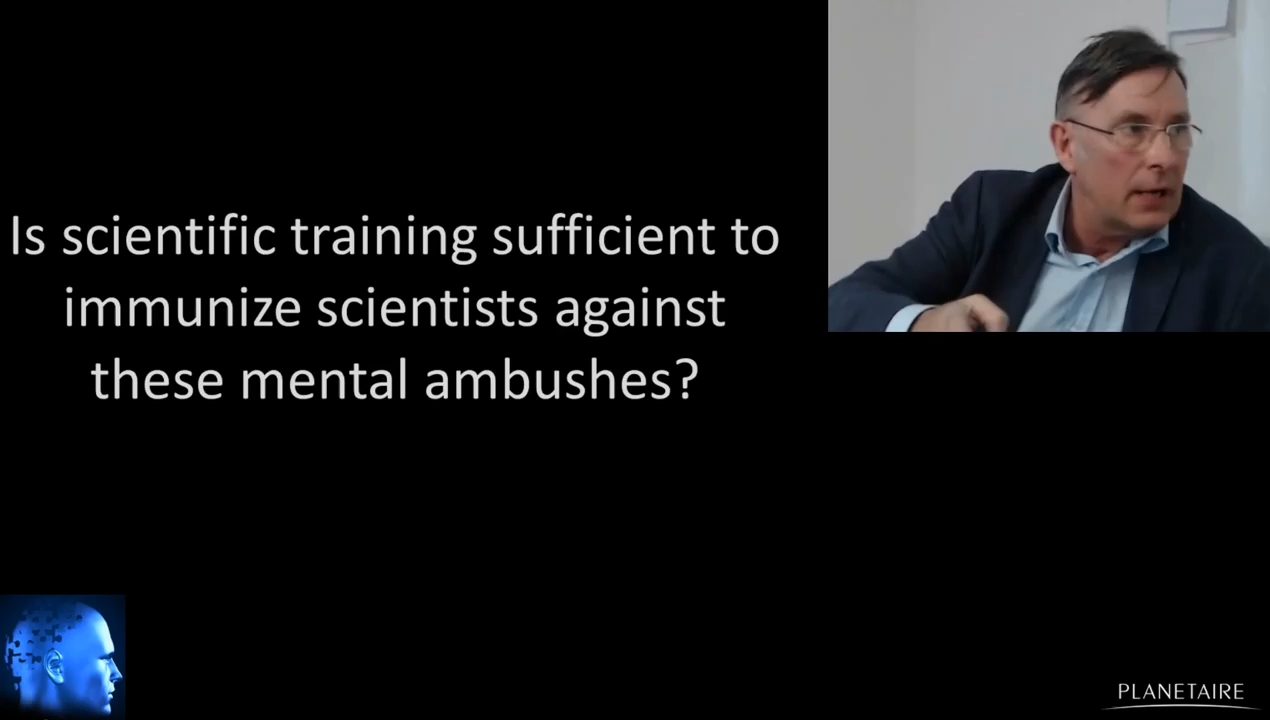 Is scientific training sufficient to
immunize scientists against
these mental ambushes?
PLANETAIRE